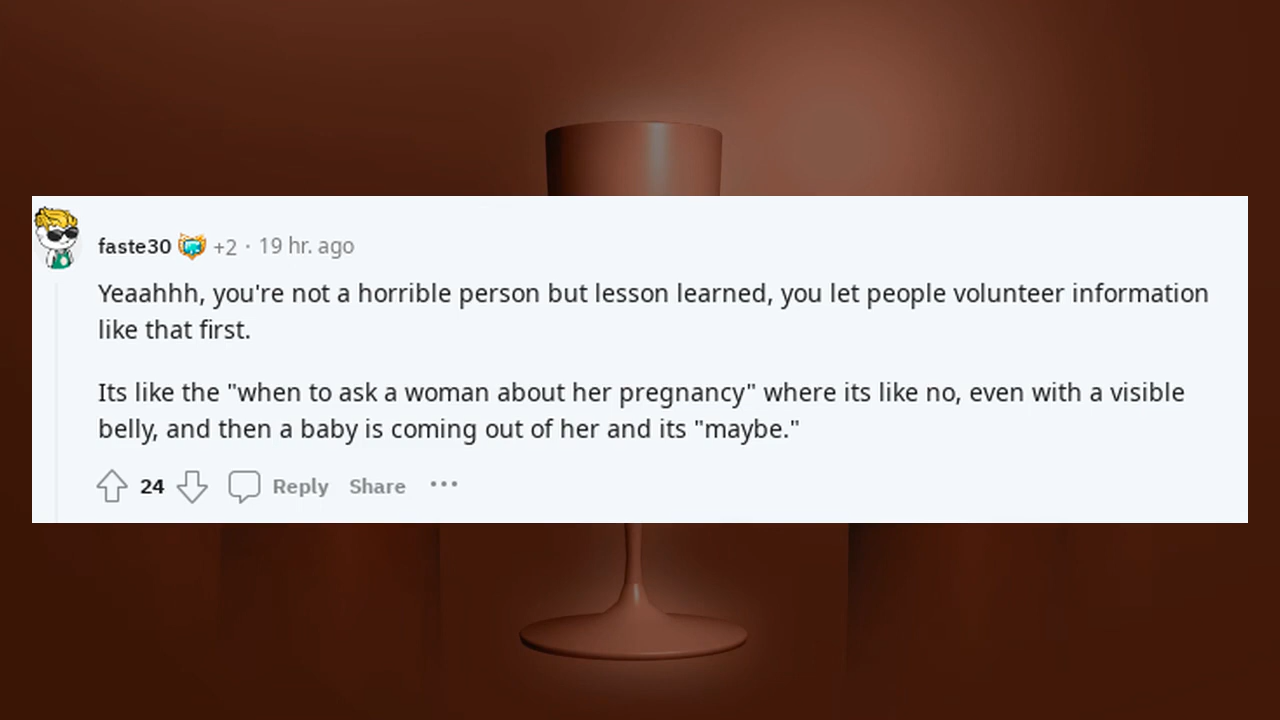 faste30 +2 · 19 hr. ago
Yeaahhh, you're not a horrible person but lesson learned, you let people volunteer information
like that first.
Its like the "when to ask a woman about her pregnancy" where its like no, even with a visible
belly, and then a baby is coming out of her and its "maybe."
24 Reply Share ···